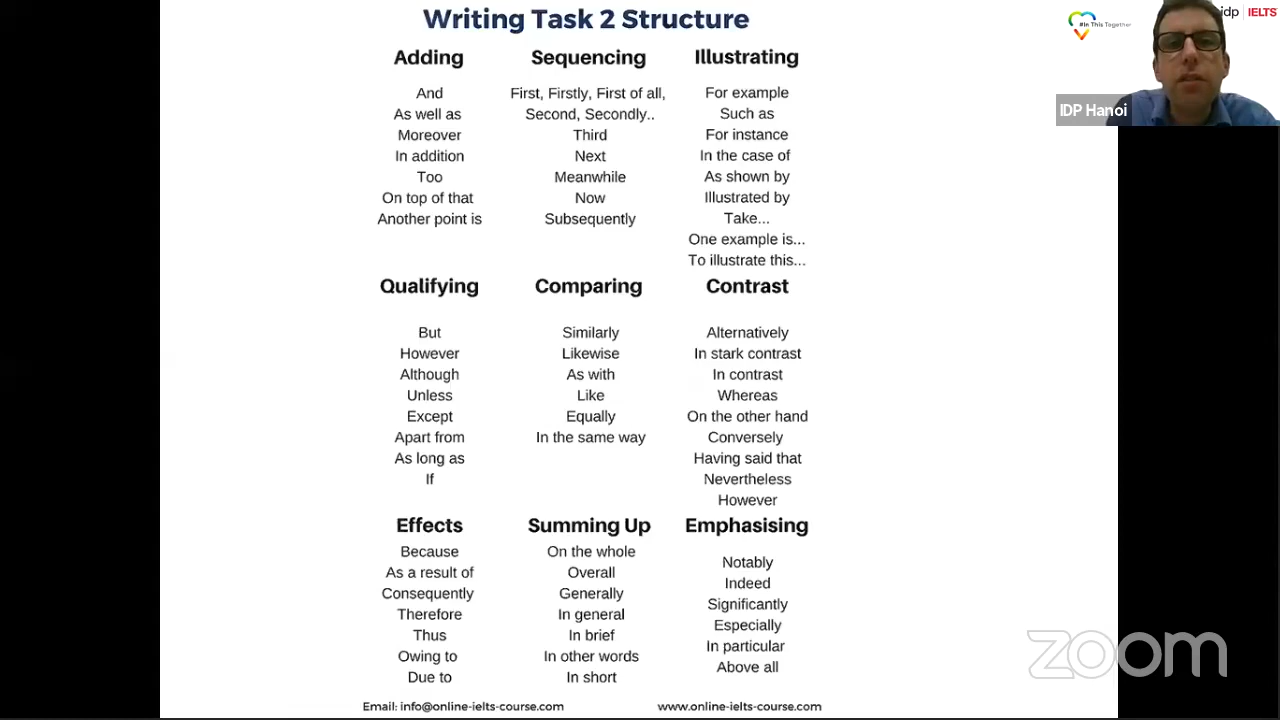 Writing Task 2 Structure
#In This Together
idp | IELTS
IDP Hanoi
Adding
And
As well as
Moreover
In addition
Too
On top of that
Another point is
Sequencing
First, Firstly, First of all,
Second, Secondly..
Third
Next
Meanwhile
Now
Subsequently
Illustrating
For example
Such as
For instance
In the case of
As shown by
Illustrated by
Take...
One example is...
To illustrate this...
Qualifying
But
However
Although
Unless
Except
Apart from
As long as
If
Comparing
Similarly
Likewise
As with
Like
Equally
In the same way
Contrast
Alternatively
In stark contrast
In contrast
Whereas
On the other hand
Conversely
Having said that
Nevertheless
However
Effects
Because
As a result of
Consequently
Therefore
Thus
Owing to
Due to
Summing Up
On the whole
Overall
Generally
In general
In brief
In other words
In short
Emphasising
Notably
Indeed
Significantly
Especially
In particular
Above all
zoom
Email: info@online-ielts-course.com
www.online-ielts-course.com